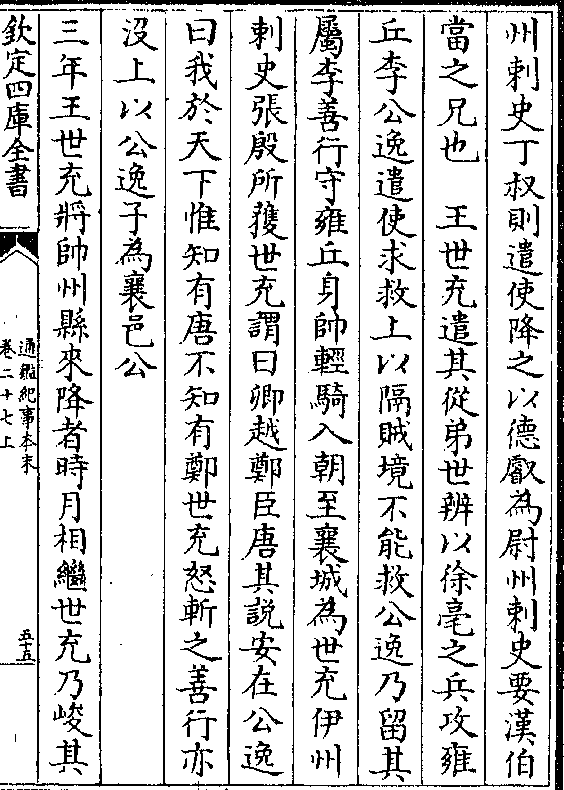 州刺史丁叔則遣使降之以德叡為尉州刺史要漢伯
當之兄也　王世充遣其從弟世辨以徐亳之兵攻雍
丘李公逸遣使求救上以隔賊境不能救公逸乃留其
屬李善行守雍丘身帥輕騎入朝至襄城為世充伊州
刺史張殷所獲世充謂曰卿越鄭臣唐其説安在公逸
曰我於天下惟知有唐不知有鄭世充怒斬之善行亦
没上以公逸子為襄邑公
三年王世充將帥州縣來降者時月相繼世充乃峻其
欽定四庫全書
通鑑紀事本末
卷二十七上
五十五